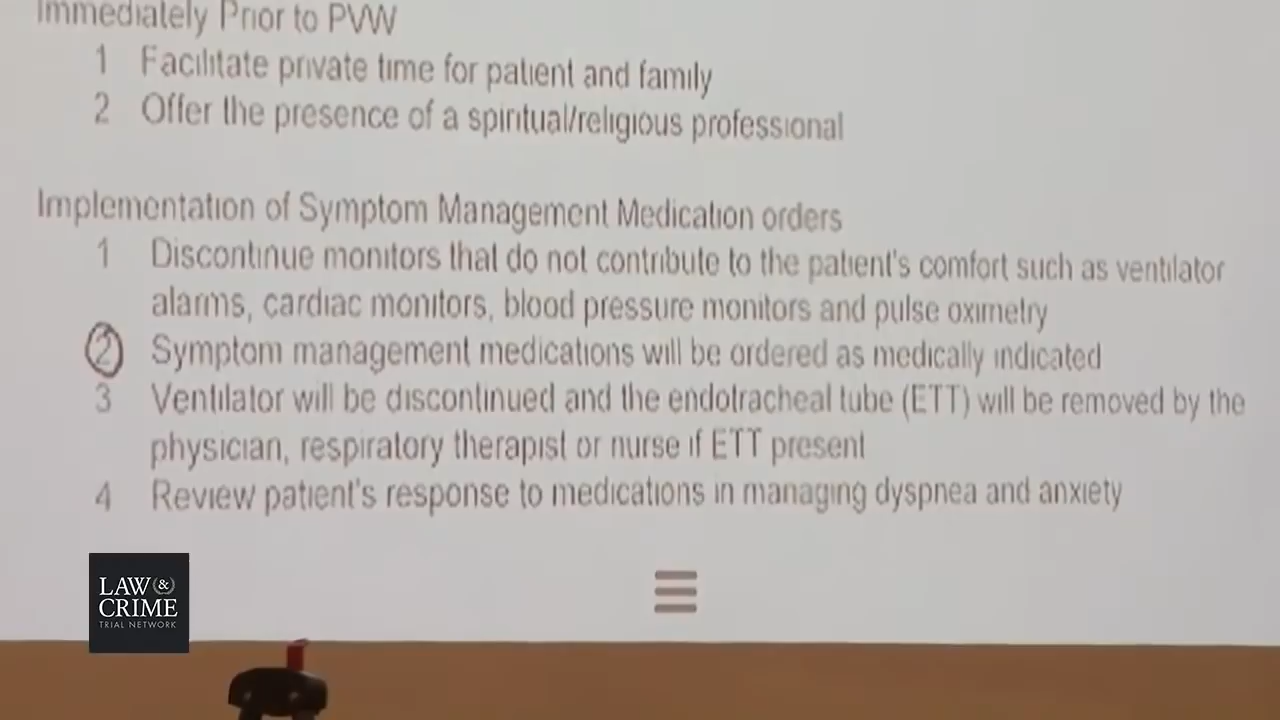 Immediately Prior to PVW
1 Facilitate private time for patient and family
2 Offer the presence of a spiritual/religious professional
Implementation of Symptom Management Medication orders
1 Discontinue monitors that do not contribute to the patient's comfort such as ventilator
alarms, cardiac monitors, blood pressure monitors and pulse oximetry
2 Symptom management medications will be ordered as medically indicated
3 Ventilator will be discontinued and the endotracheal tube (ETT) will be removed by the
physician, respiratory therapist or nurse if ETT present
4 Review patient's response to medications in managing dyspnea and anxiety
LAW &
CRIME
TRIAL NETWORK